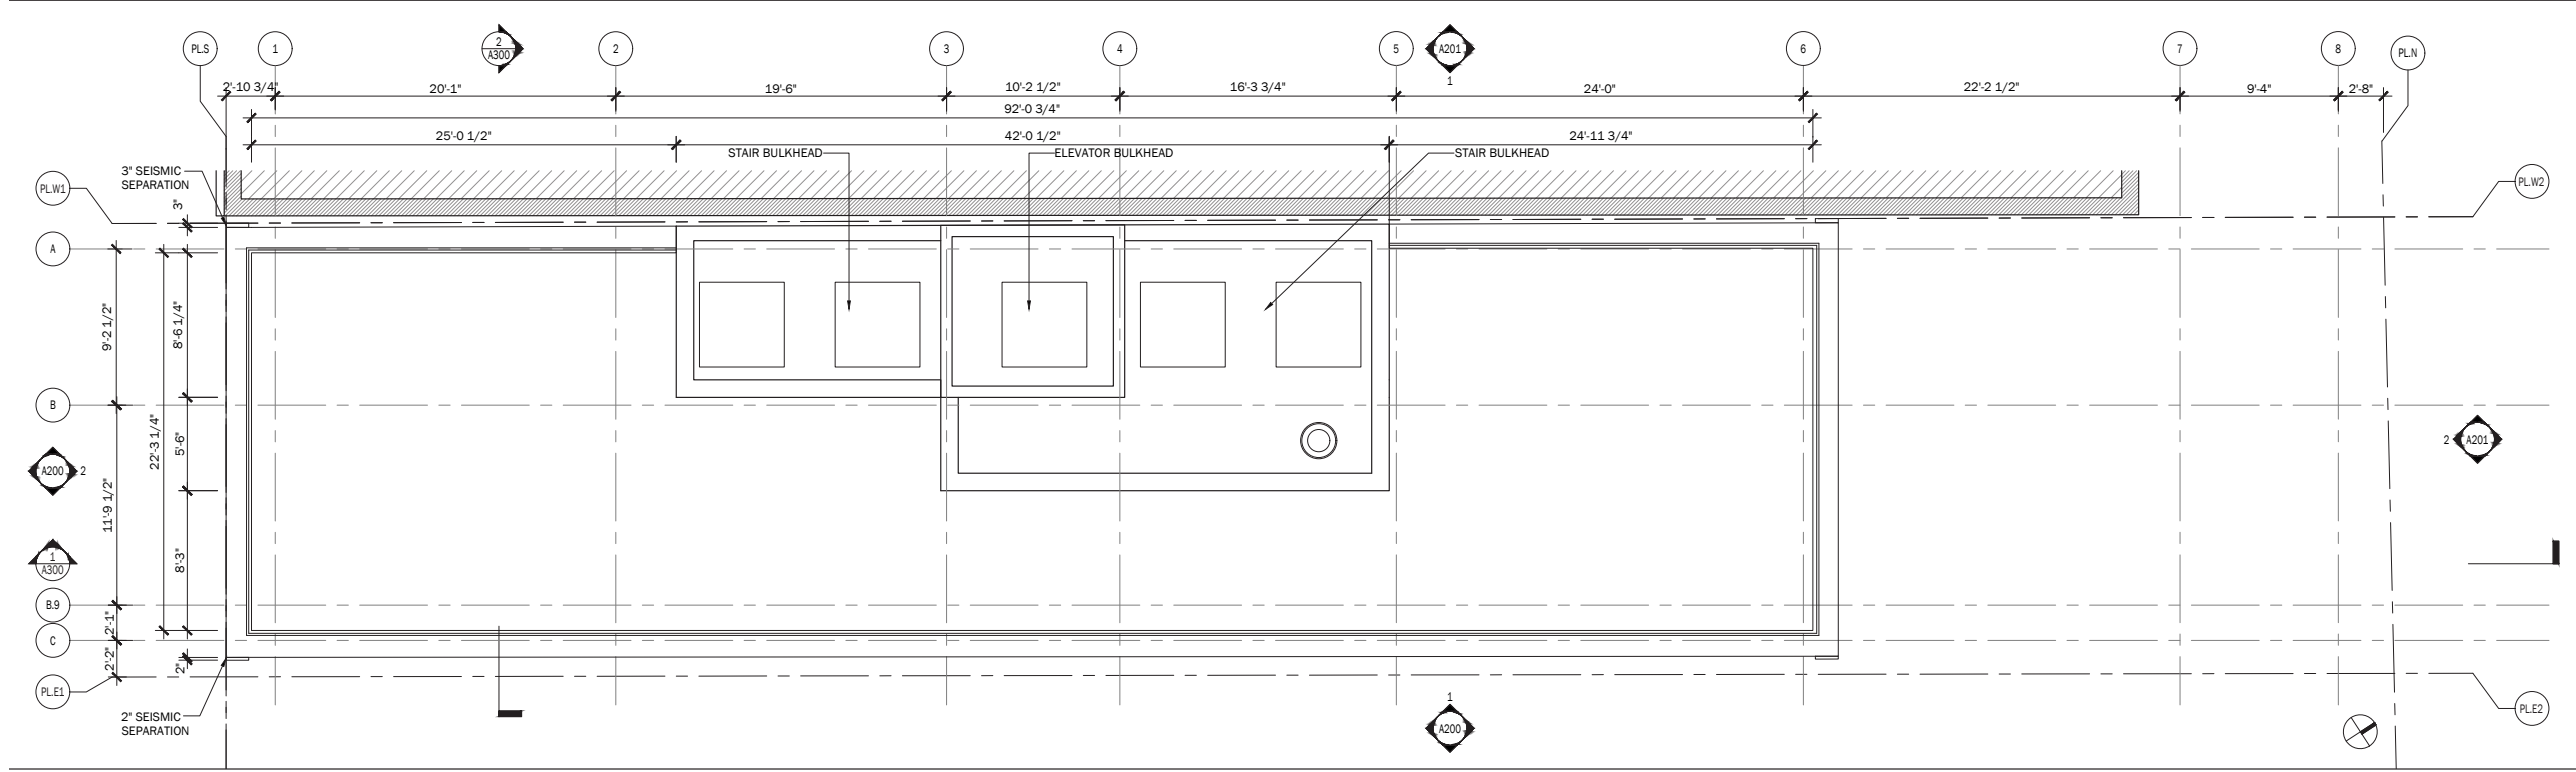 PL.S
1
2
A300
2
3
4
5
A201
1
6
7
8
PL.N
2'-10 3/4"
20'-1"
19'-6"
10'-2 1/2"
16'-3 3/4"
24'-0"
22'-2 1/2"
9'-4"
2'-8"
92'-0 3/4"
25'-0 1/2"
42'-0 1/2"
24'-11 3/4"
STAIR BULKHEAD
ELEVATOR BULKHEAD
STAIR BULKHEAD
3" SEISMIC
SEPARATION
PL.W1
PL.W2
3"
A
9'-2 1/2"
8'-6 1/4"
B
22'-3 1/4"
5'-6"
A200
2
2
A201
11'-9 1/2"
8'-3"
1
A300
B.9
2'-1"
C
2'-2"
2"
PL.E1
PL.E2
2" SEISMIC
SEPARATION
1
A200